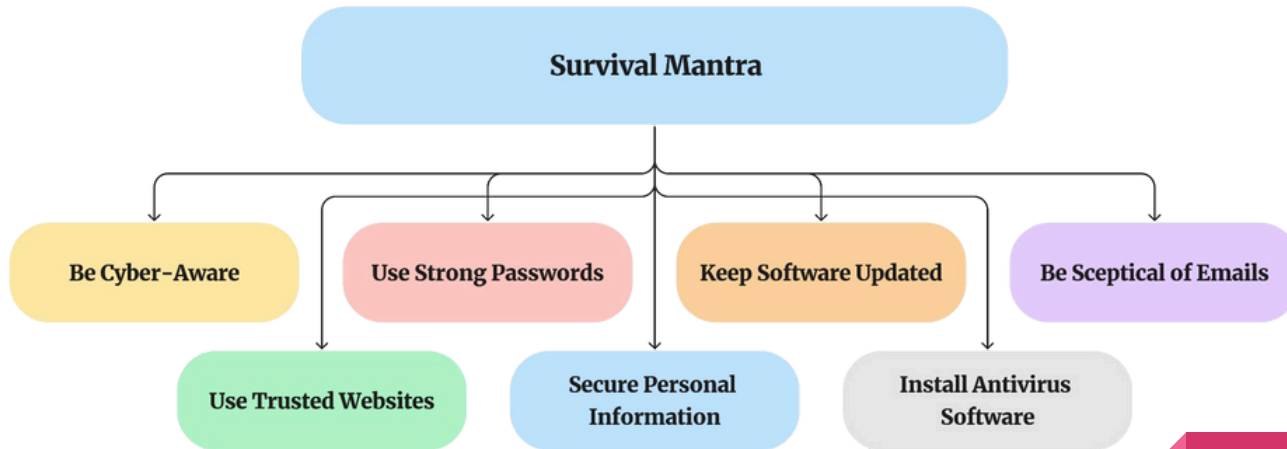 Survival Mantra
Be Cyber-Aware
Use Strong Passwords
Keep Software Updated
Be Sceptical of Emails
Use Trusted Websites
Secure Personal
Information
Install Antivirus
Software